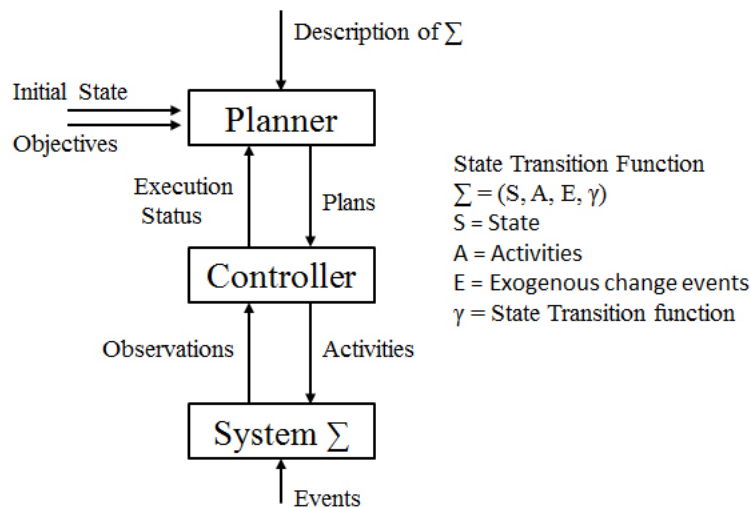 Description of ∑
Initial State
Objectives
Planner
Execution
Status
Plans
Controller
Observations
Activities
System ∑
Events
State Transition Function
∑ = (S, A, E, γ)
S = State
A = Activities
E = Exogenous change events
γ = State Transition function